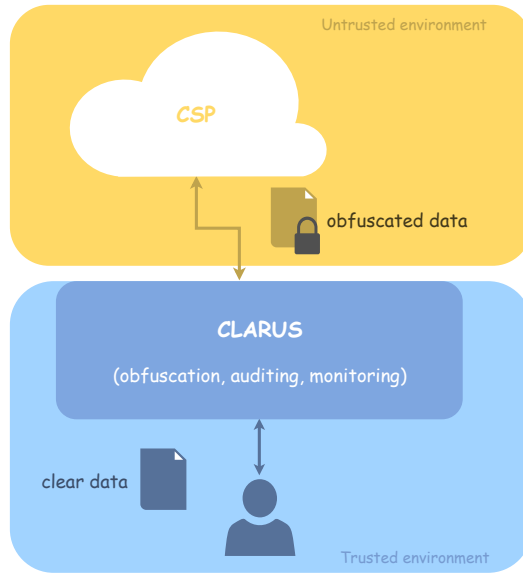 Untrusted environment
CSP
obfuscated data
CLARUS
(obfuscation, auditing, monitoring)
clear data
Trusted environment